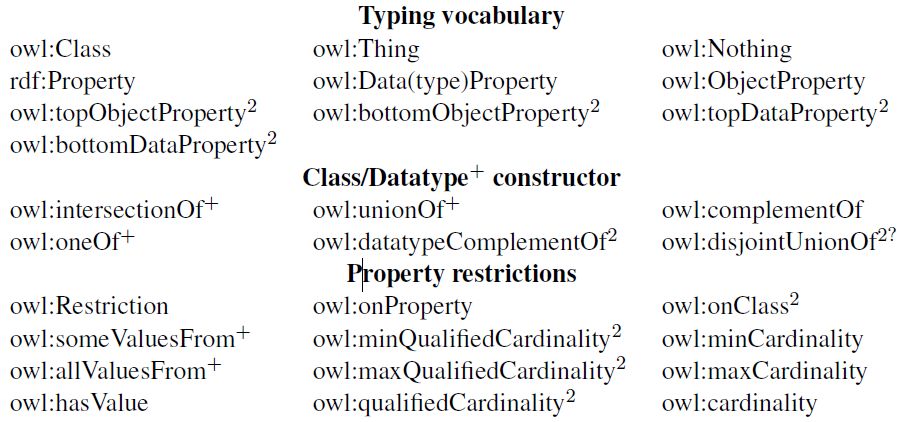 Typing vocabulary
owl:Class owl:Thing owl:Nothing
rdf:Property owl:Data(type)Property owl:ObjectProperty
owl:topObjectProperty² owl:bottomObjectProperty² owl:topDataProperty²
owl:bottomDataProperty²
Class/Datatype⁺ constructor
owl:intersectionOf⁺ owl:unionOf⁺ owl:complementOf
owl:oneOf⁺ owl:datatypeComplementOf² owl:disjointUnionOf²?
Property restrictions
owl:Restriction owl:onProperty owl:onClass²
owl:someValuesFrom⁺ owl:minQualifiedCardinality² owl:minCardinality
owl:allValuesFrom⁺ owl:maxQualifiedCardinality² owl:maxCardinality
owl:hasValue owl:qualifiedCardinality² owl:cardinality